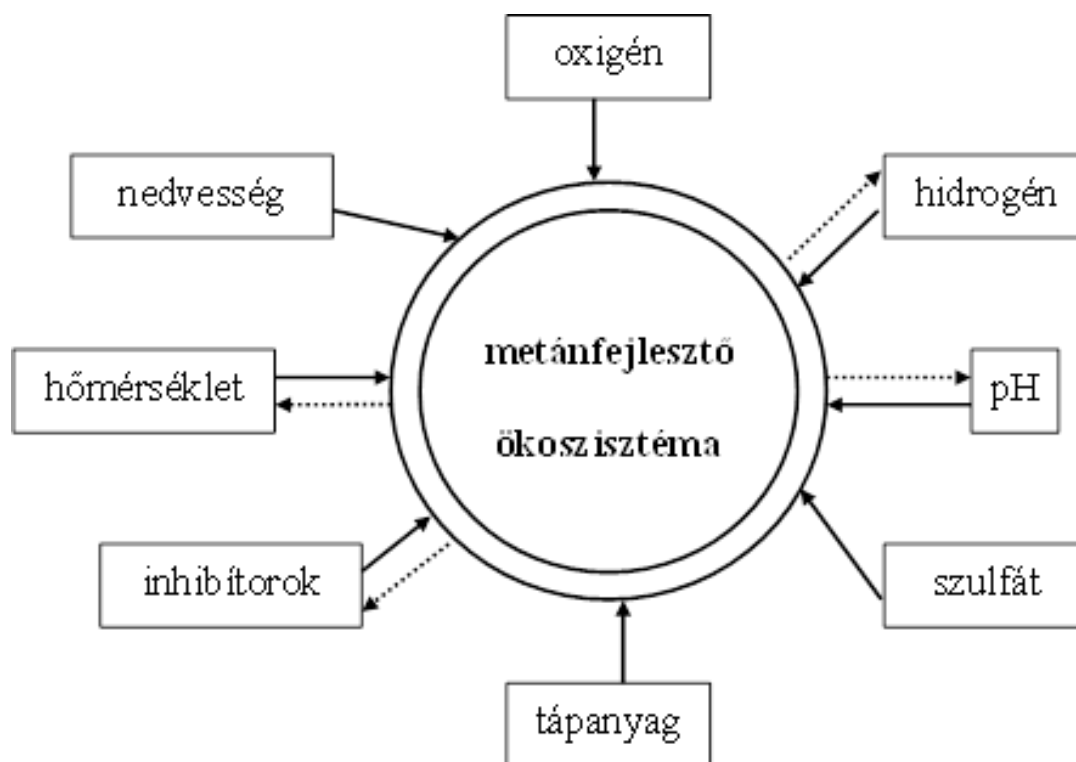 oxigén
nedvesség
hidrogén
metánfejlesztő
ökoszisztéma
hőmérséklet
pH
inhibítorok
szulfát
tápanyag